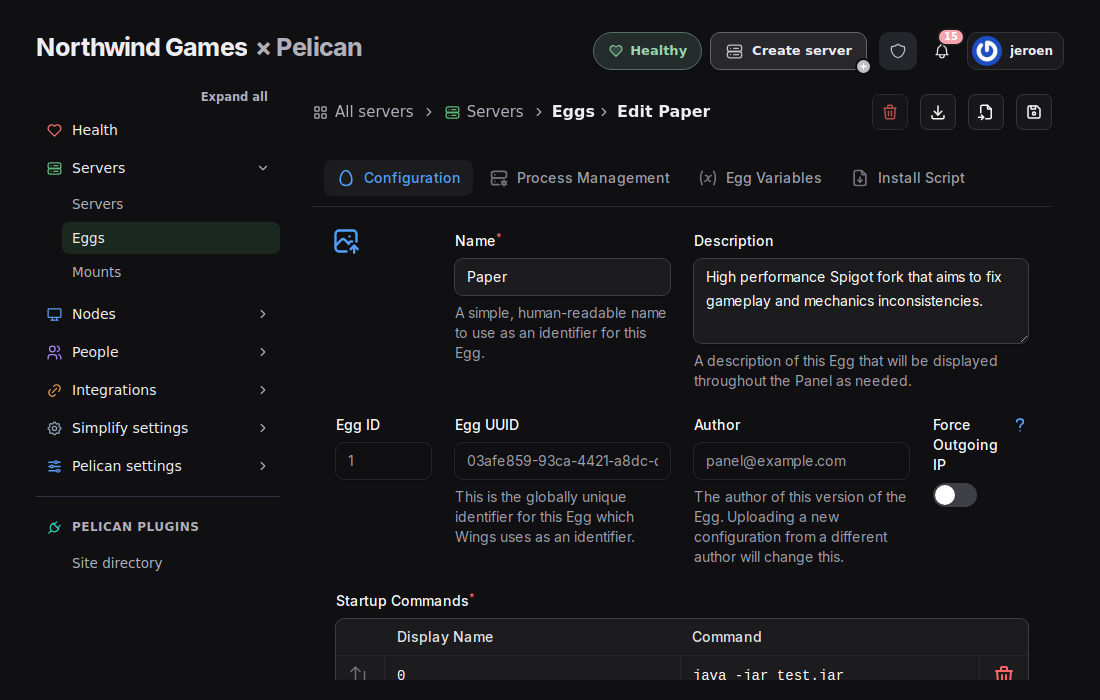 Northwind Games × Pelican
Healthy
Create server
15
jeroen
Expand all
Health
Servers
Servers
Eggs
Mounts
Nodes
People
Integrations
Simplify settings
Pelican settings
PELICAN PLUGINS
Site directory
All servers > Servers > Eggs > Edit Paper
Configuration
Process Management
(x) Egg Variables
Install Script
Name*
Paper
A simple, human-readable name
to use as an identifier for this
Egg.
Description
High performance Spigot fork that aims to fix
gameplay and mechanics inconsistencies.
A description of this Egg that will be displayed
throughout the Panel as needed.
Egg ID
1
Egg UUID
03afe859-93ca-4421-a8dc-
This is the globally unique
identifier for this Egg which
Wings uses as an identifier.
Author
panel@example.com
The author of this version of the
Egg. Uploading a new
configuration from a different
author will change this.
Force
Outgoing
IP
?
Startup Commands*
Display Name
Command
0
java -jar test.jar